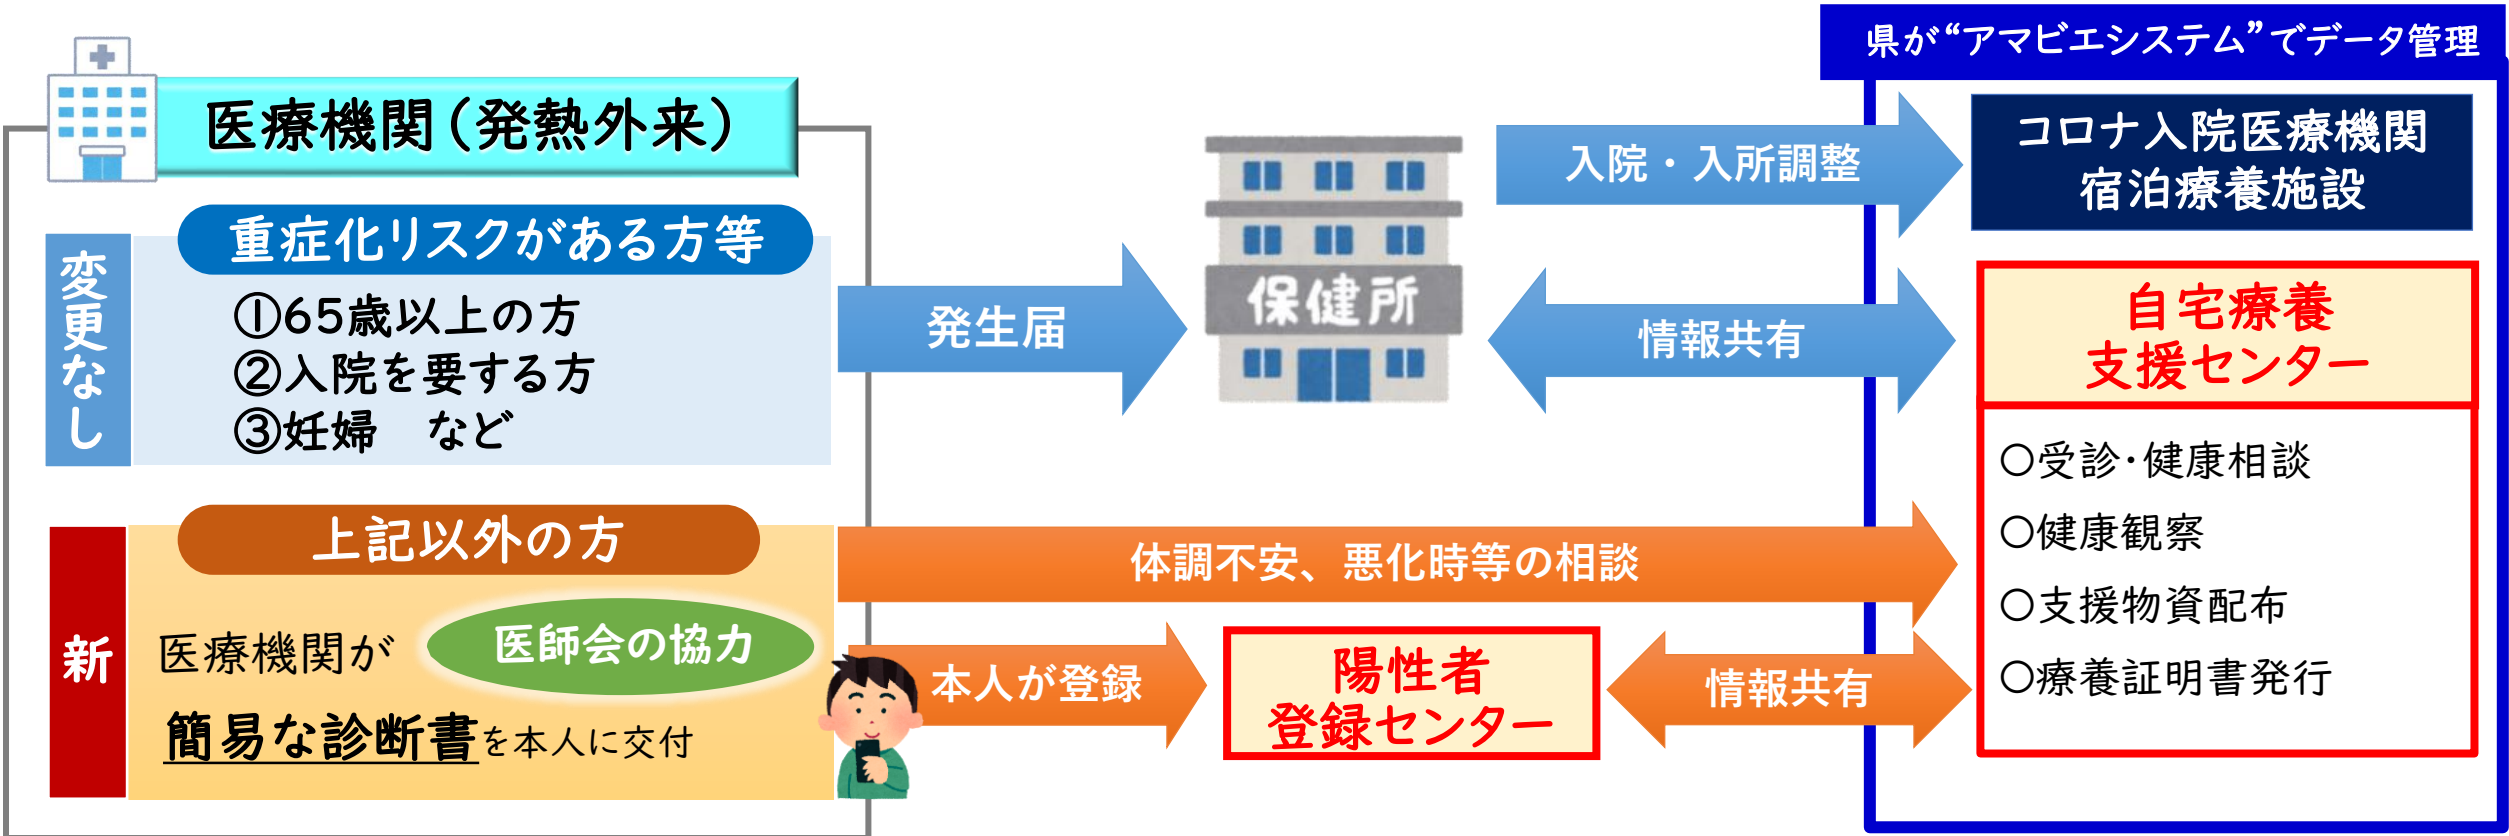 県が“アマビエシステム”でデータ管理
医療機関（発熱外来）
変更なし
重症化リスクがある方等
①65歳以上の方
②入院を要する方
③妊婦　など
発生届
保健所
入院・入所調整
コロナ入院医療機関
宿泊療養施設
情報共有
自宅療養
支援センター
○受診・健康相談
○健康観察
○支援物資配布
○療養証明書発行
新
上記以外の方
医療機関が
医師会の協力
簡易な診断書を本人に交付
体調不安、悪化時等の相談
本人が登録
陽性者
登録センター
情報共有